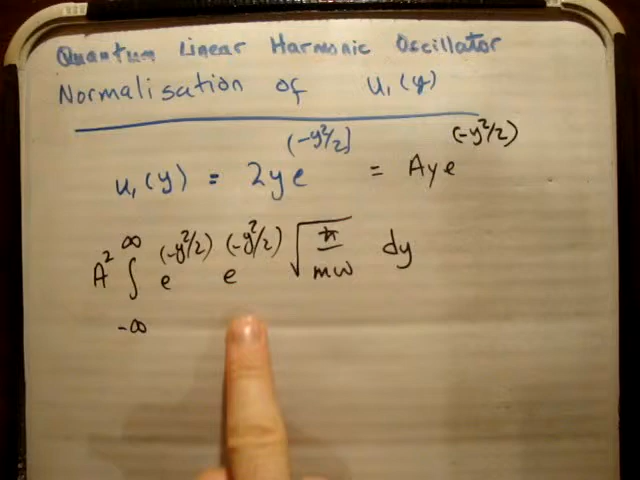 Quantum Linear Harmonic Oscillator
Normalisation of u₁(y)
u₁(y) = 2ye^(-y²/2) = Aye^(-y²/2)
A² ∫_{-∞}^{∞} e^(-y²/2) e^(-y²/2) √(ħ/mω) dy